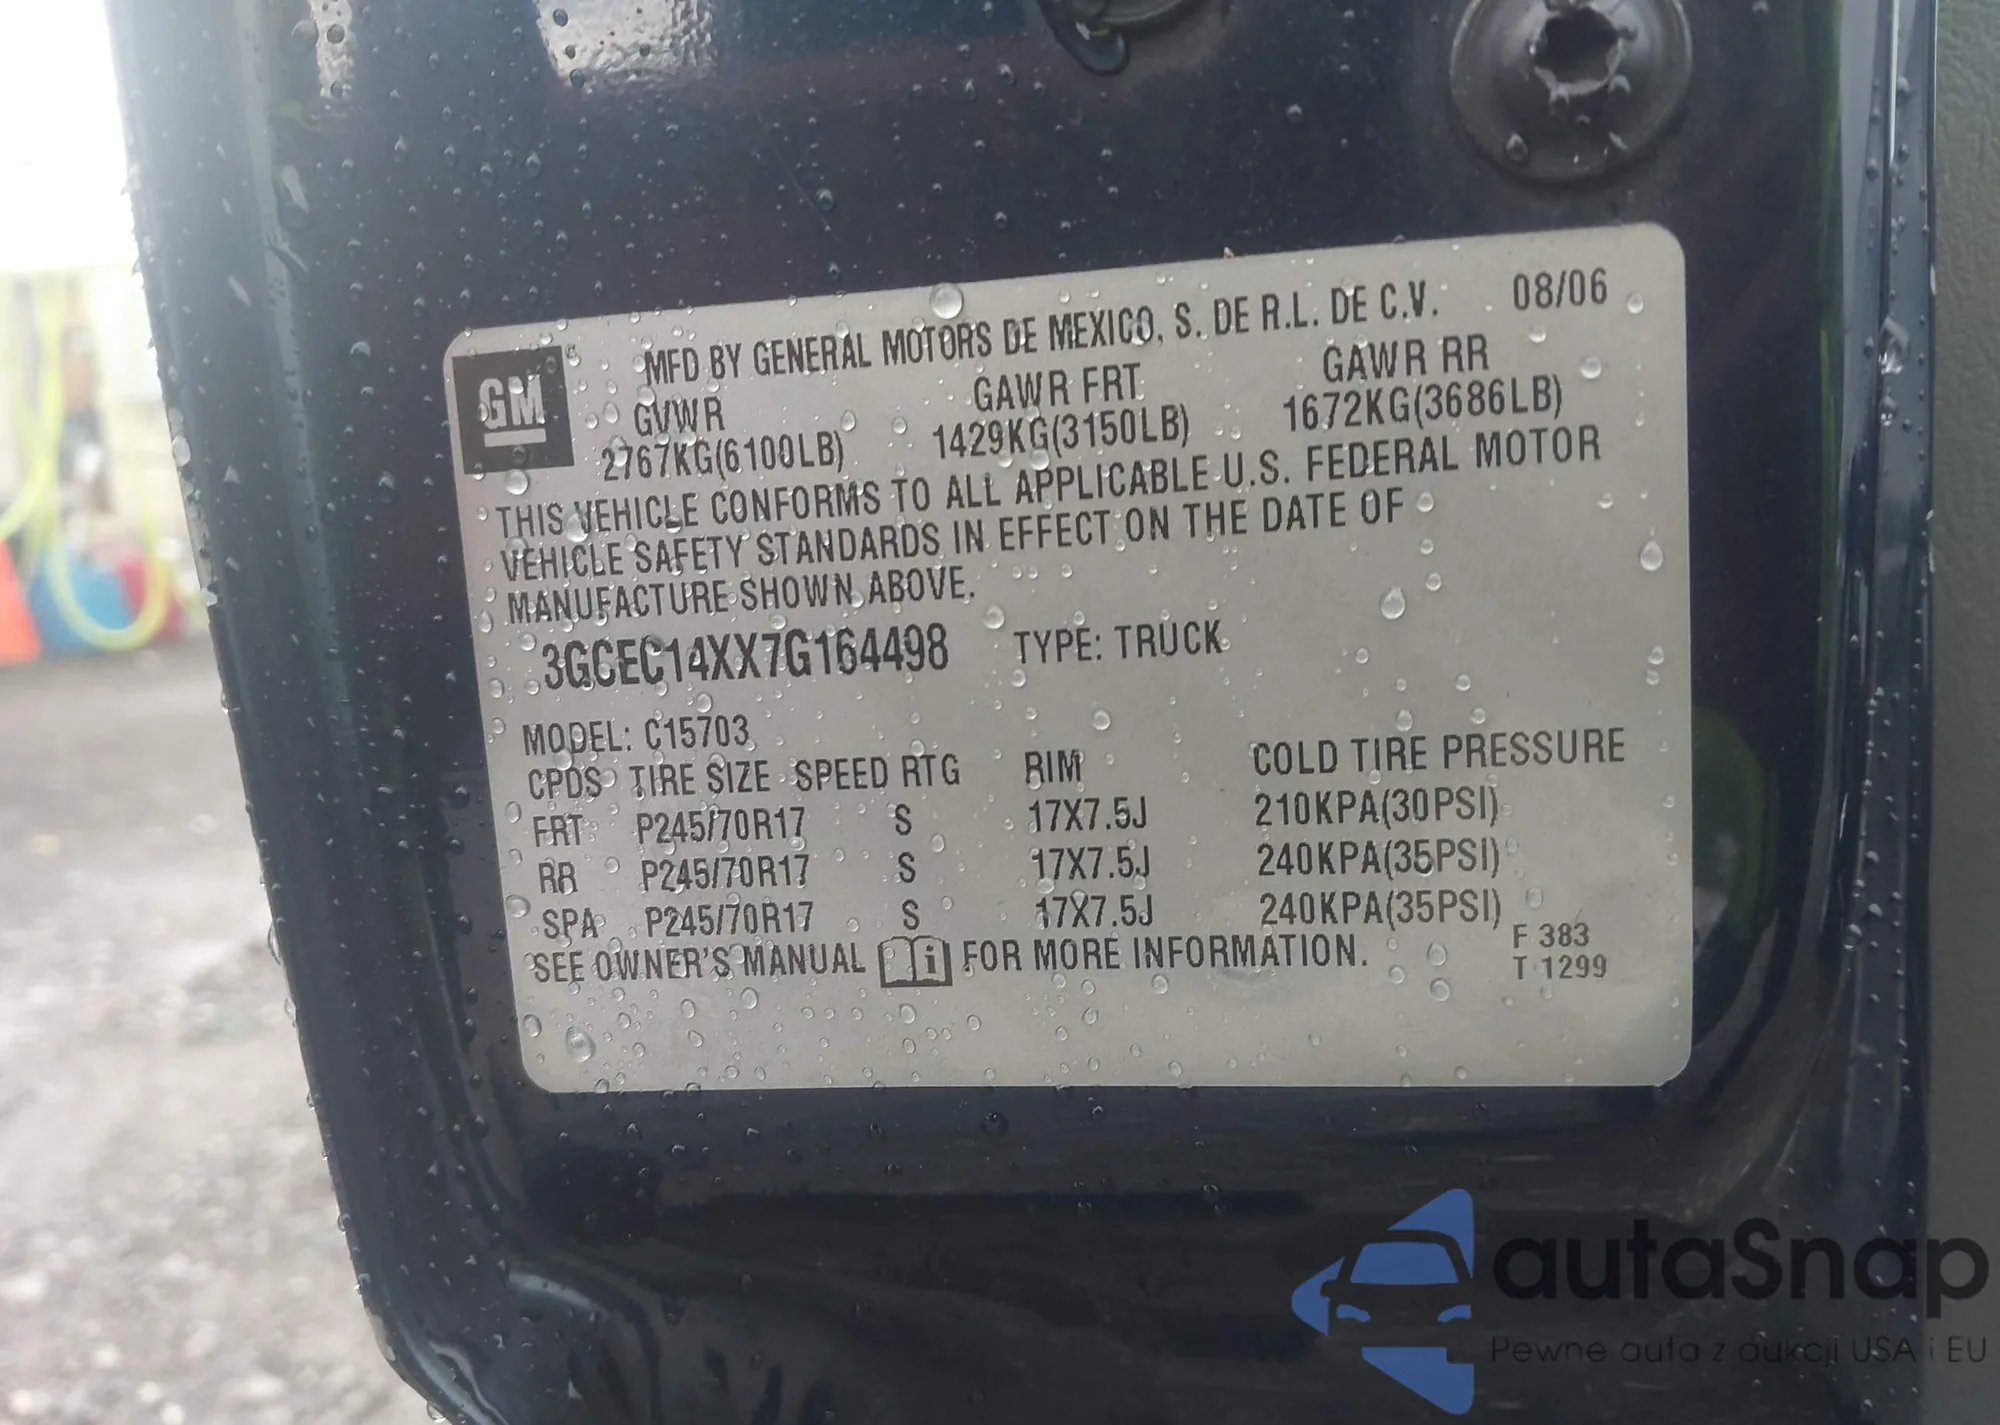 MFD BY GENERAL MOTORS DE MEXICO, S. DE R.L. DE C.V. 08/06
GM
GVWR GAWR FRT GAWR RR
2767KG(6100LB) 1429KG(3150LB) 1672KG(3686LB)
THIS VEHICLE CONFORMS TO ALL APPLICABLE U.S. FEDERAL MOTOR
VEHICLE SAFETY STANDARDS IN EFFECT ON THE DATE OF
MANUFACTURE SHOWN ABOVE.
3GCEC14XX7G164498 TYPE: TRUCK
MODEL: C15703
CPDS TIRE SIZE SPEED RTG RIM COLD TIRE PRESSURE
FRT P245/70R17 S 17X7.5J 210KPA(30PSI)
RR P245/70R17 S 17X7.5J 240KPA(35PSI)
SPA P245/70R17 S 17X7.5J 240KPA(35PSI)
SEE OWNER'S MANUAL i FOR MORE INFORMATION.
F 383
T 1299
autaSnap
Pewne auta z aukcji USA i EU